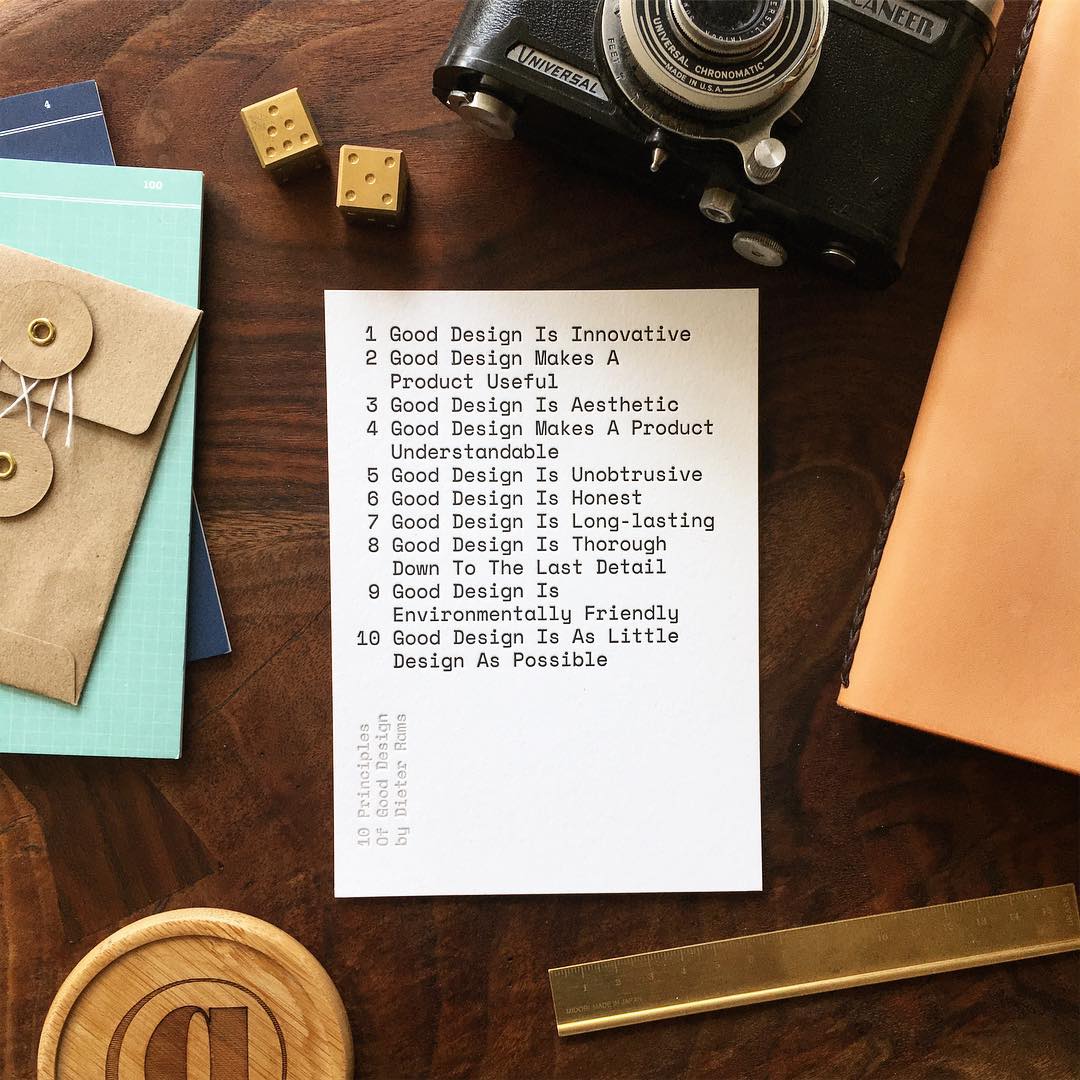 4
100
UNIVERSAL
UNIVERSAL CHRONOMATIC
MADE IN U.S.A.
FEET
1 Good Design Is Innovative
2 Good Design Makes A
Product Useful
3 Good Design Is Aesthetic
4 Good Design Makes A Product
Understandable
5 Good Design Is Unobtrusive
6 Good Design Is Honest
7 Good Design Is Long-lasting
8 Good Design Is Thorough
Down To The Last Detail
9 Good Design Is
Environmentally Friendly
10 Good Design Is As Little
Design As Possible
10 Principles
Of Good Design
by Dieter Rams
MIDORI MADE IN JAPAN
a